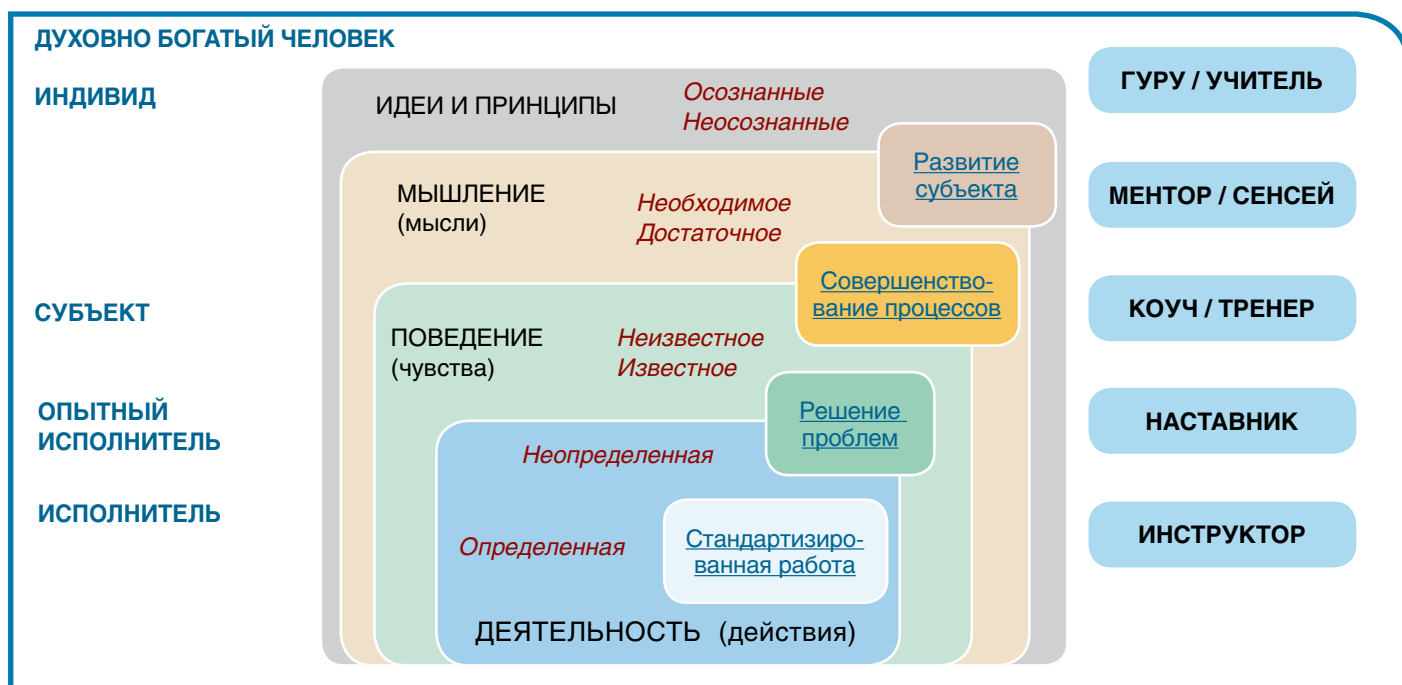 ДУХОВНО БОГАТЫЙ ЧЕЛОВЕК
ИНДИВИД
ИДЕИ И ПРИНЦИПЫ
Осознанные
Неосознанные
ГУРУ / УЧИТЕЛЬ
Развитие
субъекта
МЫШЛЕНИЕ
(мысли)
Необходимое
Достаточное
МЕНТОР / СЕНСЕЙ
Совершенство-
вание процессов
СУБЪЕКТ
ПОВЕДЕНИЕ
(чувства)
Неизвестное
Известное
КОУЧ / ТРЕНЕР
ОПЫТНЫЙ
ИСПОЛНИТЕЛЬ
Решение
проблем
Неопределенная
НАСТАВНИК
ИСПОЛНИТЕЛЬ
Определенная
Стандартизиро-
ванная работа
ИНСТРУКТОР
ДЕЯТЕЛЬНОСТЬ (действия)